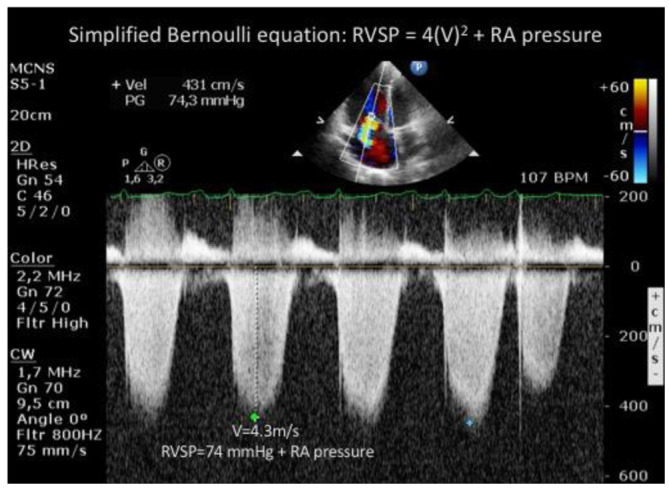 Simplified Bernoulli equation: RVSP = 4(V)² + RA pressure
MCNS
S5-1
20cm
2D
HRes
Gn 54
C 46
5/2/0
Color
2,2 MHz
Gn 72
4/5/0
Fltr High
CW
1,7 MHz
Gn 70
9,5 cm
Angle 0°
Fltr 800HZ
75 mm/s
+ Vel 431 cm/s
PG 74,3 mmHg
G
P R
1,6 3,2
P
+60
cm/s
-60
107 BPM
200
0
200
400
600
+cm/s-
V=4.3m/s
RVSP=74 mmHg + RA pressure